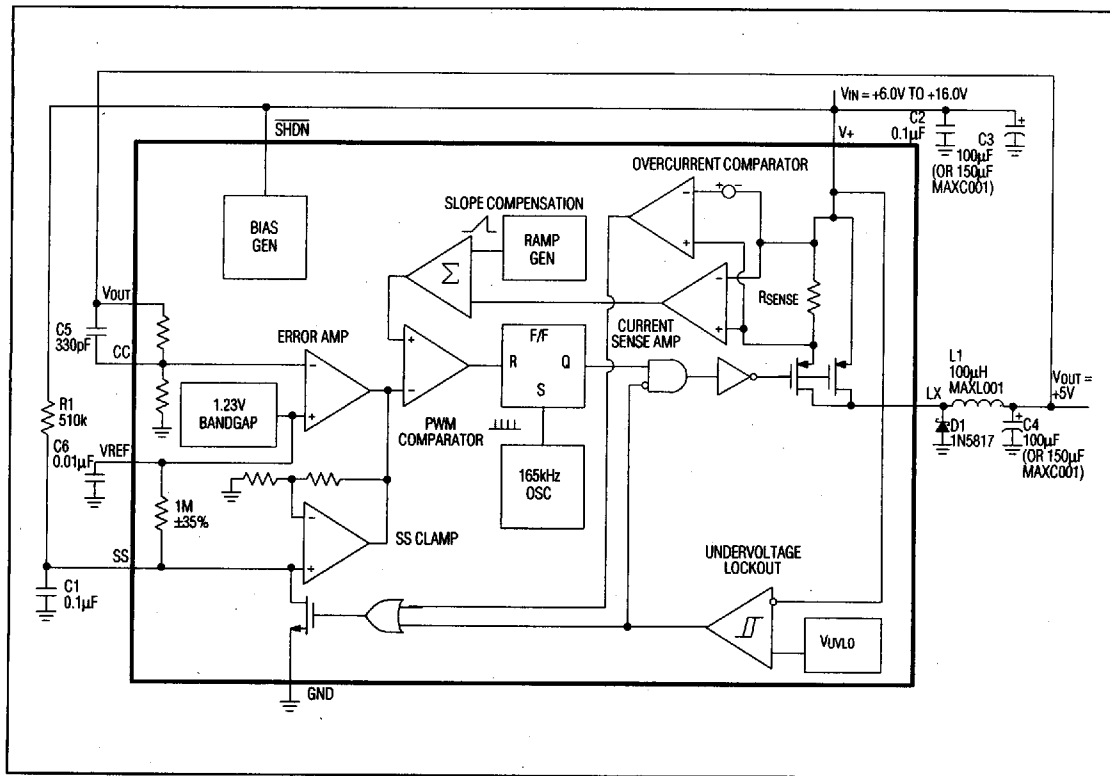 VIN = +6.0V TO +16.0V
SHDN
V+
C2
0.1µF
C3
100µF
(OR 150µF
MAXC001)
OVERCURRENT COMPARATOR
+ −
−
+
SLOPE COMPENSATION
BIAS
GEN
RAMP
GEN
Σ
−
+
RSENSE
CURRENT
SENSE AMP
VOUT
C5
330pF
CC
ERROR AMP
−
+
+
−
F/F
R
Q
S
L1
100µH
MAXL001
VOUT =
+5V
LX
D1
1N5817
C4
100µF
(OR 150µF
MAXC001)
1.23V
BANDGAP
R1
510k
C6
0.01µF
VREF
PWM
COMPARATOR
165kHz
OSC
1M
±35%
−
+
SS CLAMP
SS
C1
0.1µF
UNDERVOLTAGE
LOCKOUT
VUVLO
GND